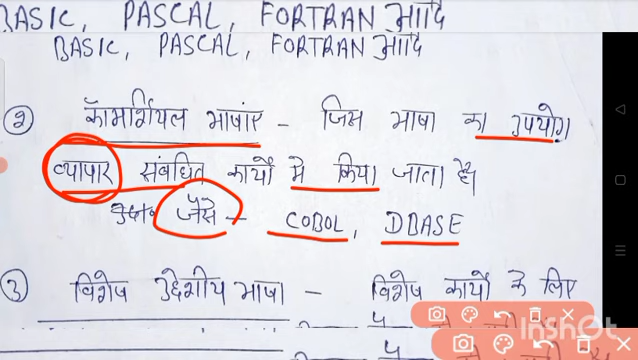 BASIC, PASCAL, FORTRAN आदि
BASIC, PASCAL, FORTRAN आदि
② कॉमर्शियल भाषाएं - जिस भाषा का उपयोग
व्यापार संबंधित कार्यो मे किया जाता है
जैसे - COBOL, DBASE
③ विशेष उद्देशीय भाषा - विशेष कार्यो के लिए
InShOt